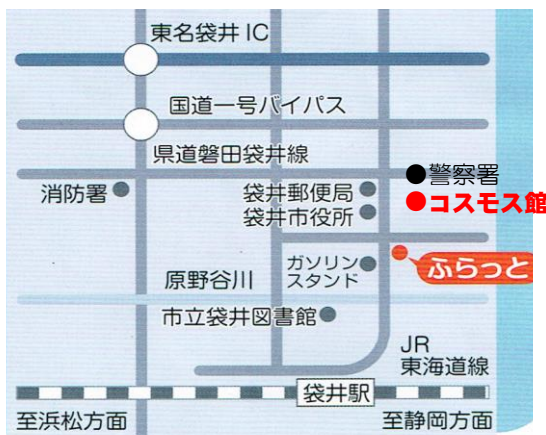 東名袋井 IC
国道一号バイパス
県道磐田袋井線
●警察署
消防署
袋井郵便局
●コスモス館
袋井市役所
ガソリン
スタンド
ふらっと
原野谷川
市立袋井図書館
JR
東海道線
袋井駅
至浜松方面
至静岡方面